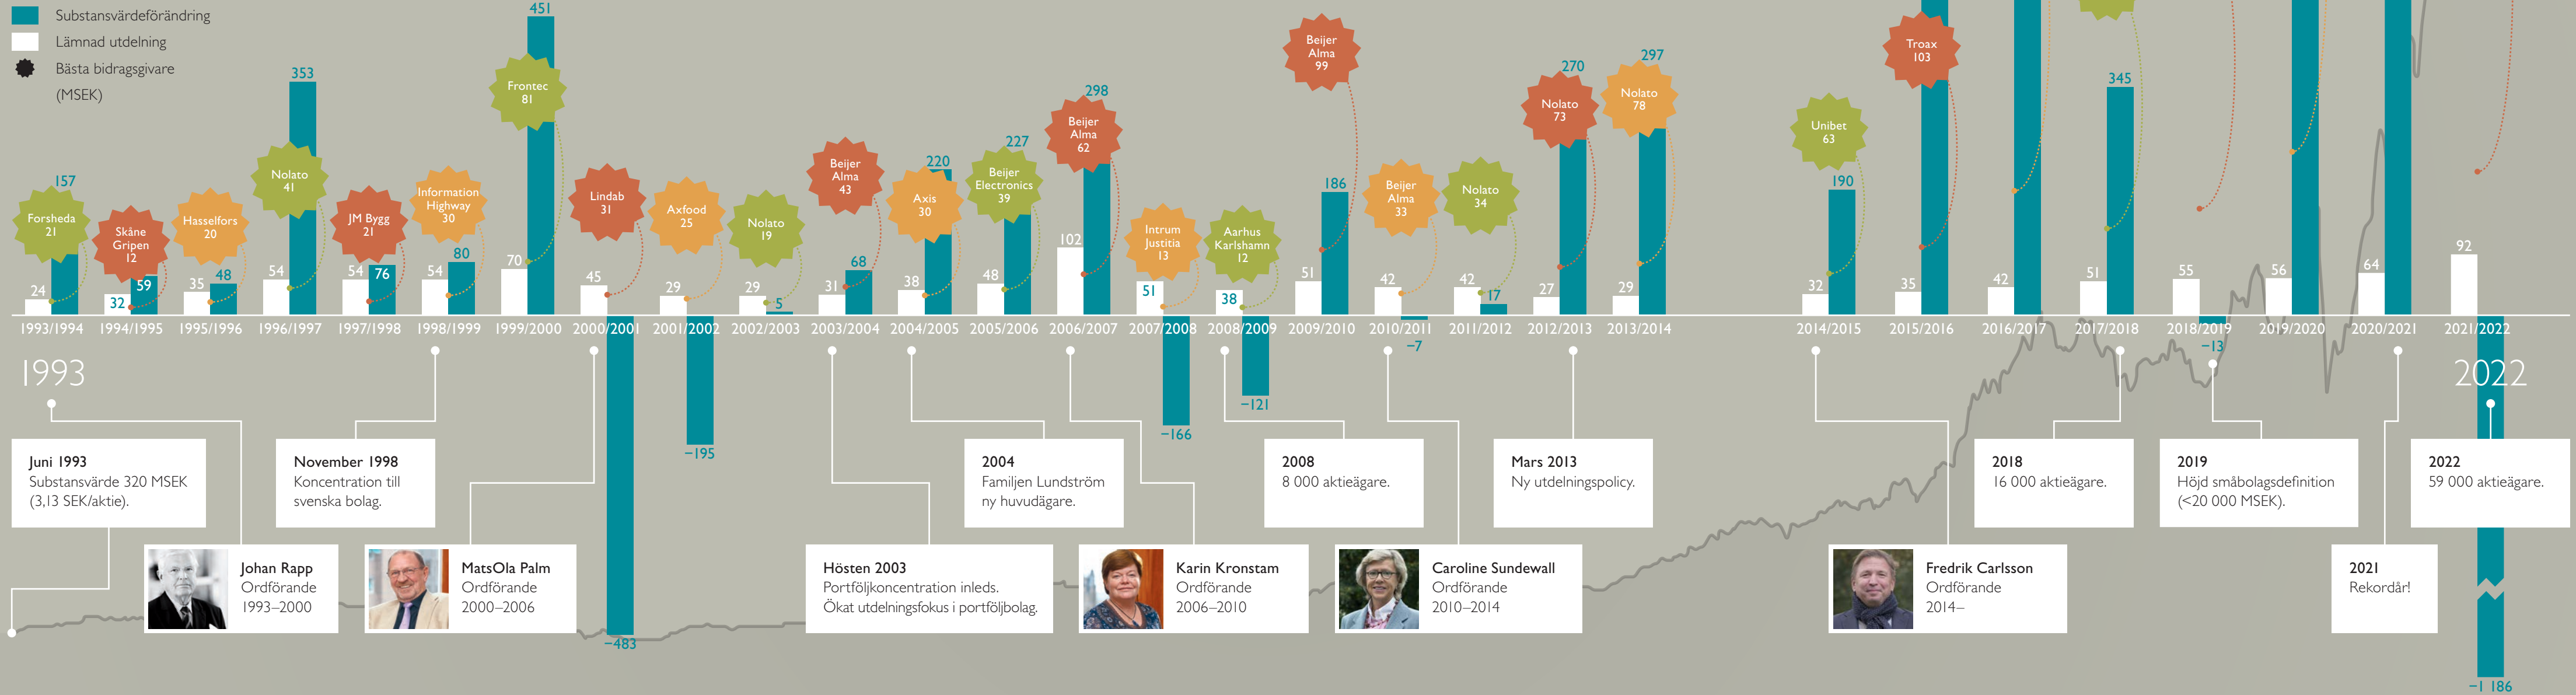 Substansvärdeförändring
Lämnad utdelning
Bästa bidragsgivare
(MSEK)
Forsheda
21
157
24
1993/1994
Skåne
Gripen
12
59
32
1994/1995
Hasselfors
20
48
35
1995/1996
353
Nolato
41
54
1996/1997
JM Bygg
21
54
76
1997/1998
Information
Highway
30
80
54
1998/1999
451
Frontec
81
70
1999/2000
Lindab
31
45
2000/2001
−483
Axfood
25
29
2001/2002
−195
Nolato
19
29
5
2002/2003
Beijer
Alma
43
68
31
2003/2004
220
Axis
30
38
2004/2005
227
Beijer
Electronics
39
48
2005/2006
298
Beijer
Alma
62
102
2006/2007
Intrum
Justitia
13
51
2007/2008
−166
Aarhus
Karlshamn
12
38
2008/2009
−121
Beijer
Alma
99
186
51
2009/2010
Beijer
Alma
33
42
2010/2011
−7
Nolato
34
42
17
2011/2012
270
Nolato
73
27
2012/2013
297
Nolato
78
29
2013/2014
Unibet
63
190
32
2014/2015
Troax
103
35
2015/2016
42
2016/2017
345
51
2017/2018
55
2018/2019
−13
56
2019/2020
64
2020/2021
92
2021/2022
−1 186
1993
2022
Juni 1993
Substansvärde 320 MSEK
(3,13 SEK/aktie).
November 1998
Koncentration till
svenska bolag.
2004
Familjen Lundström
ny huvudägare.
2008
8 000 aktieägare.
Mars 2013
Ny utdelningspolicy.
2018
16 000 aktieägare.
2019
Höjd småbolagsdefinition
(<20 000 MSEK).
2022
59 000 aktieägare.
Johan Rapp
Ordförande
1993–2000
MatsOla Palm
Ordförande
2000–2006
Hösten 2003
Portföljkoncentration inleds.
Ökat utdelningsfokus i portföljbolag.
Karin Kronstam
Ordförande
2006–2010
Caroline Sundewall
Ordförande
2010–2014
Fredrik Carlsson
Ordförande
2014–
2021
Rekordår!